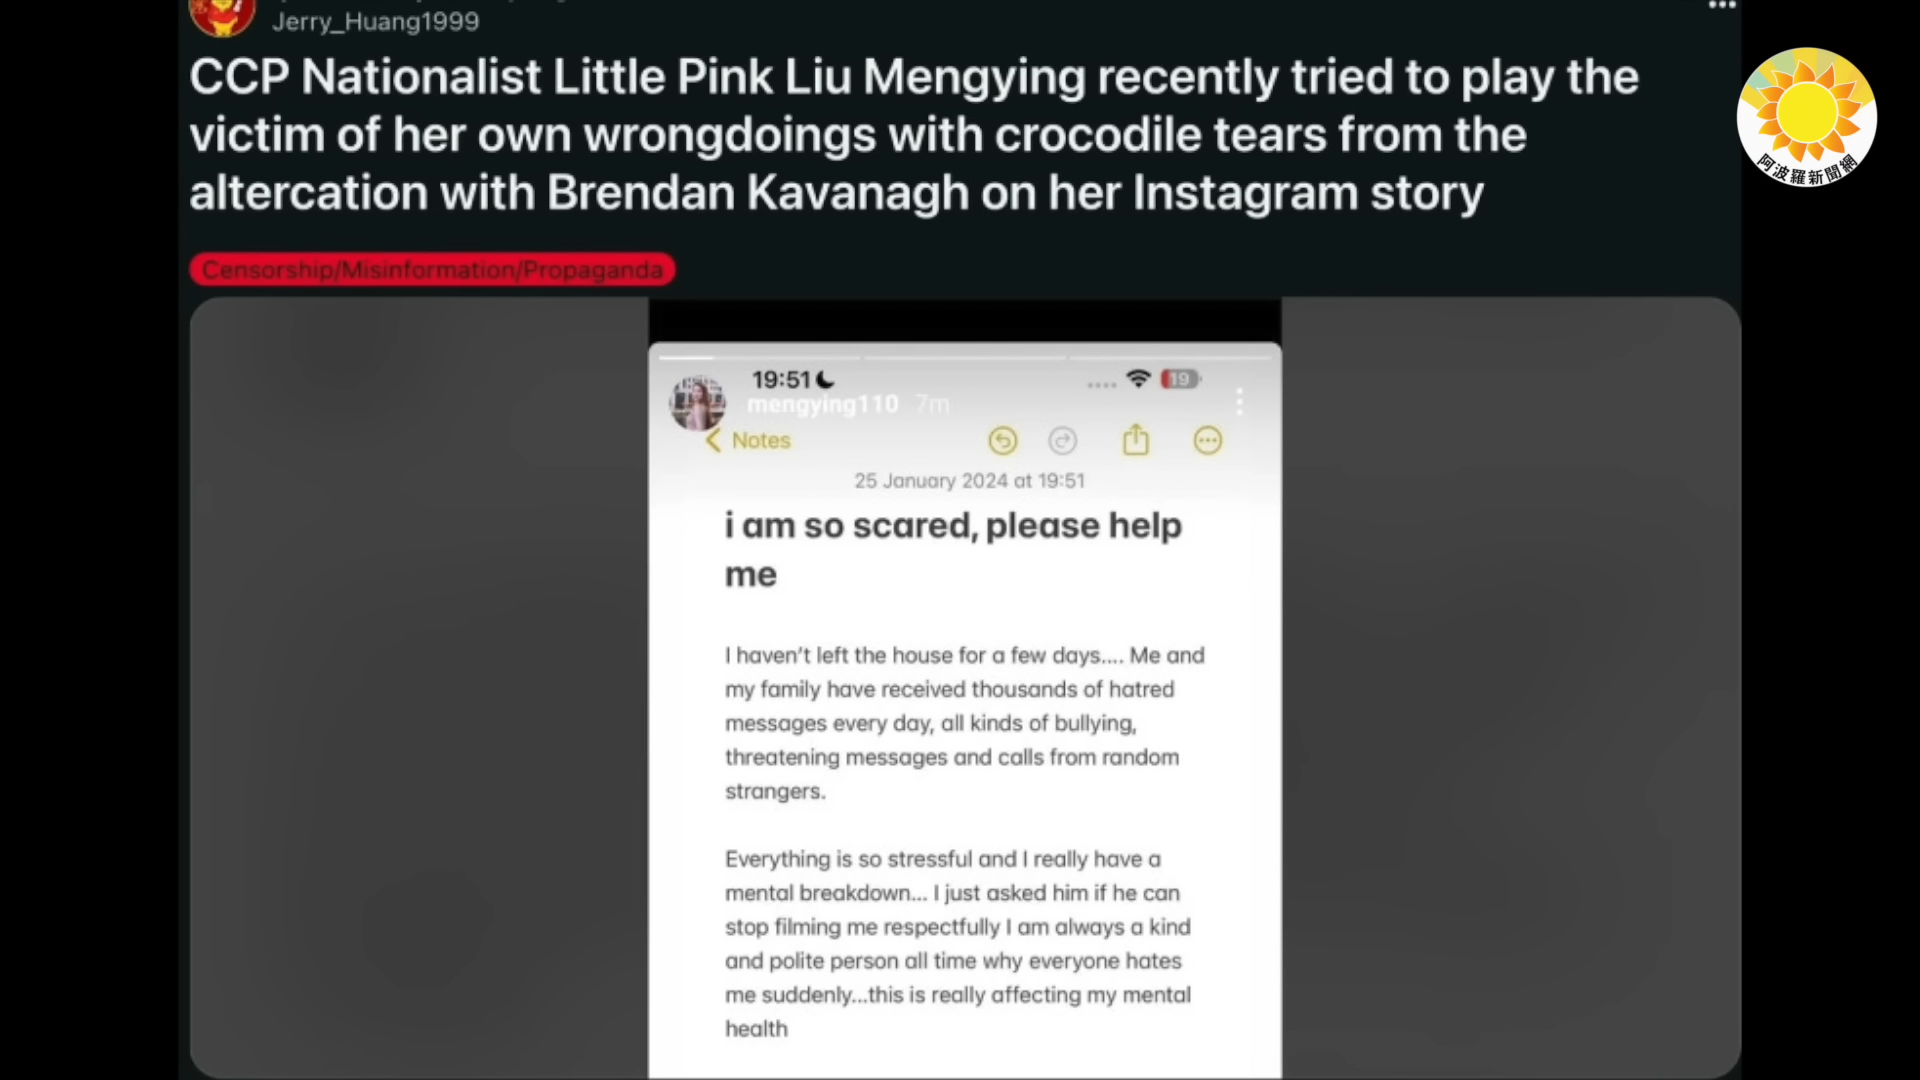 Jerry_Huang1999
CCP Nationalist Little Pink Liu Mengying recently tried to play the
victim of her own wrongdoings with crocodile tears from the
altercation with Brendan Kavanagh on her Instagram story
阿波羅新聞網
Censorship/Misinformation/Propaganda
19:51
19
mengying110 7m
Notes
25 January 2024 at 19:51
i am so scared, please help
me
I haven't left the house for a few days.... Me and
my family have received thousands of hatred
messages every day, all kinds of bullying,
threatening messages and calls from random
strangers.
Everything is so stressful and I really have a
mental breakdown... I just asked him if he can
stop filming me respectfully I am always a kind
and polite person all time why everyone hates
me suddenly...this is really affecting my mental
health